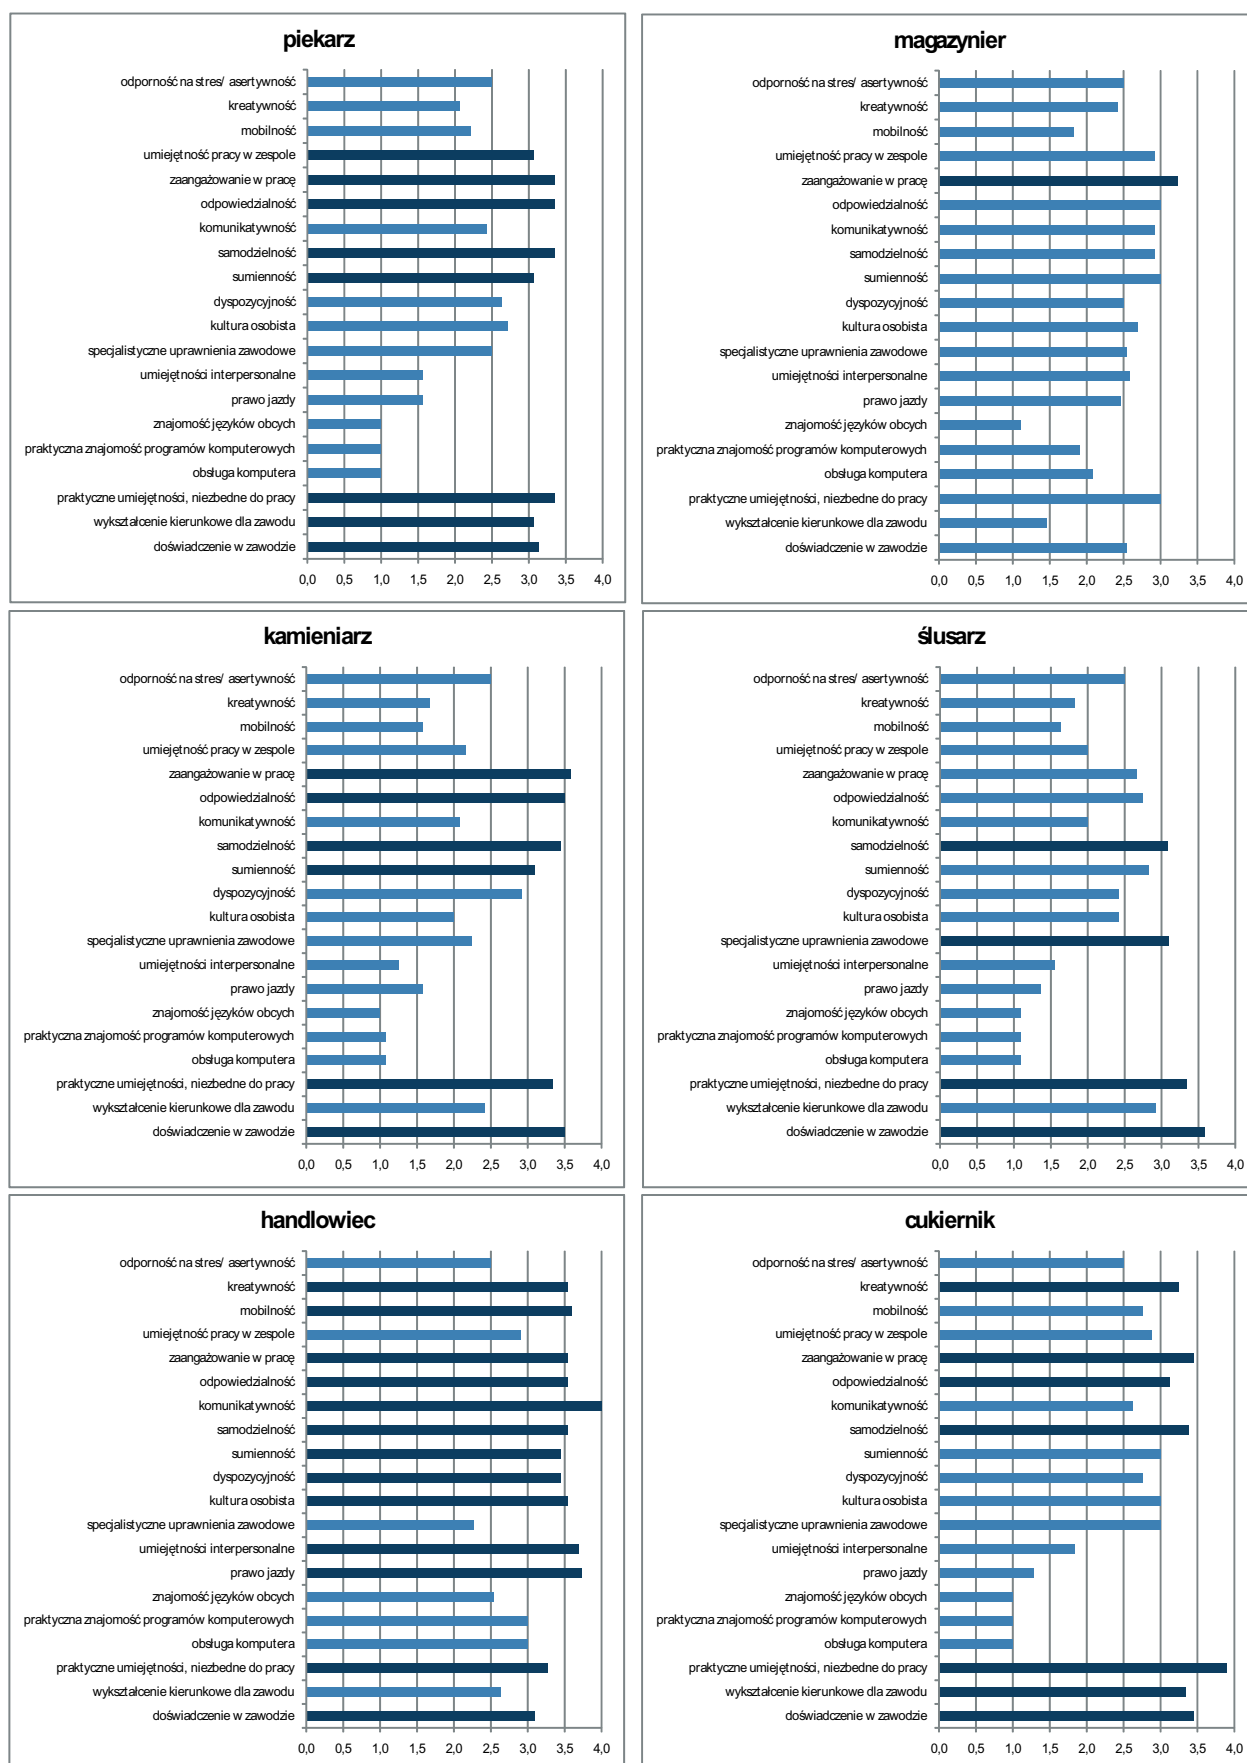 piekarz
odporność na stres/ asertywność
kreatywność
mobilność
umiejętność pracy w zespole
zaangażowanie w pracę
odpowiedzialność
komunikatywność
samodzielność
sumienność
dyspozycyjność
kultura osobista
specjalistyczne uprawnienia zawodowe
umiejętności interpersonalne
prawo jazdy
znajomość języków obcych
praktyczna znajomość programów komputerowych
obsługa komputera
praktyczne umiejętności, niezbedne do pracy
wykształcenie kierunkowe dla zawodu
doświadczenie w zawodzie
0,0 0,5 1,0 1,5 2,0 2,5 3,0 3,5 4,0
magazynier
odporność na stres/ asertywność
kreatywność
mobilność
umiejętność pracy w zespole
zaangażowanie w pracę
odpowiedzialność
komunikatywność
samodzielność
sumienność
dyspozycyjność
kultura osobista
specjalistyczne uprawnienia zawodowe
umiejętności interpersonalne
prawo jazdy
znajomość języków obcych
praktyczna znajomość programów komputerowych
obsługa komputera
praktyczne umiejętności, niezbedne do pracy
wykształcenie kierunkowe dla zawodu
doświadczenie w zawodzie
0,0 0,5 1,0 1,5 2,0 2,5 3,0 3,5 4,0
kamieniarz
odporność na stres/ asertywność
kreatywność
mobilność
umiejętność pracy w zespole
zaangażowanie w pracę
odpowiedzialność
komunikatywność
samodzielność
sumienność
dyspozycyjność
kultura osobista
specjalistyczne uprawnienia zawodowe
umiejętności interpersonalne
prawo jazdy
znajomość języków obcych
praktyczna znajomość programów komputerowych
obsługa komputera
praktyczne umiejętności, niezbedne do pracy
wykształcenie kierunkowe dla zawodu
doświadczenie w zawodzie
0,0 0,5 1,0 1,5 2,0 2,5 3,0 3,5 4,0
ślusarz
odporność na stres/ asertywność
kreatywność
mobilność
umiejętność pracy w zespole
zaangażowanie w pracę
odpowiedzialność
komunikatywność
samodzielność
sumienność
dyspozycyjność
kultura osobista
specjalistyczne uprawnienia zawodowe
umiejętności interpersonalne
prawo jazdy
znajomość języków obcych
praktyczna znajomość programów komputerowych
obsługa komputera
praktyczne umiejętności, niezbedne do pracy
wykształcenie kierunkowe dla zawodu
doświadczenie w zawodzie
0,0 0,5 1,0 1,5 2,0 2,5 3,0 3,5 4,0
handlowiec
odporność na stres/ asertywność
kreatywność
mobilność
umiejętność pracy w zespole
zaangażowanie w pracę
odpowiedzialność
komunikatywność
samodzielność
sumienność
dyspozycyjność
kultura osobista
specjalistyczne uprawnienia zawodowe
umiejętności interpersonalne
prawo jazdy
znajomość języków obcych
praktyczna znajomość programów komputerowych
obsługa komputera
praktyczne umiejętności, niezbedne do pracy
wykształcenie kierunkowe dla zawodu
doświadczenie w zawodzie
0,0 0,5 1,0 1,5 2,0 2,5 3,0 3,5 4,0
cukiernik
odporność na stres/ asertywność
kreatywność
mobilność
umiejętność pracy w zespole
zaangażowanie w pracę
odpowiedzialność
komunikatywność
samodzielność
sumienność
dyspozycyjność
kultura osobista
specjalistyczne uprawnienia zawodowe
umiejętności interpersonalne
prawo jazdy
znajomość języków obcych
praktyczna znajomość programów komputerowych
obsługa komputera
praktyczne umiejętności, niezbedne do pracy
wykształcenie kierunkowe dla zawodu
doświadczenie w zawodzie
0,0 0,5 1,0 1,5 2,0 2,5 3,0 3,5 4,0